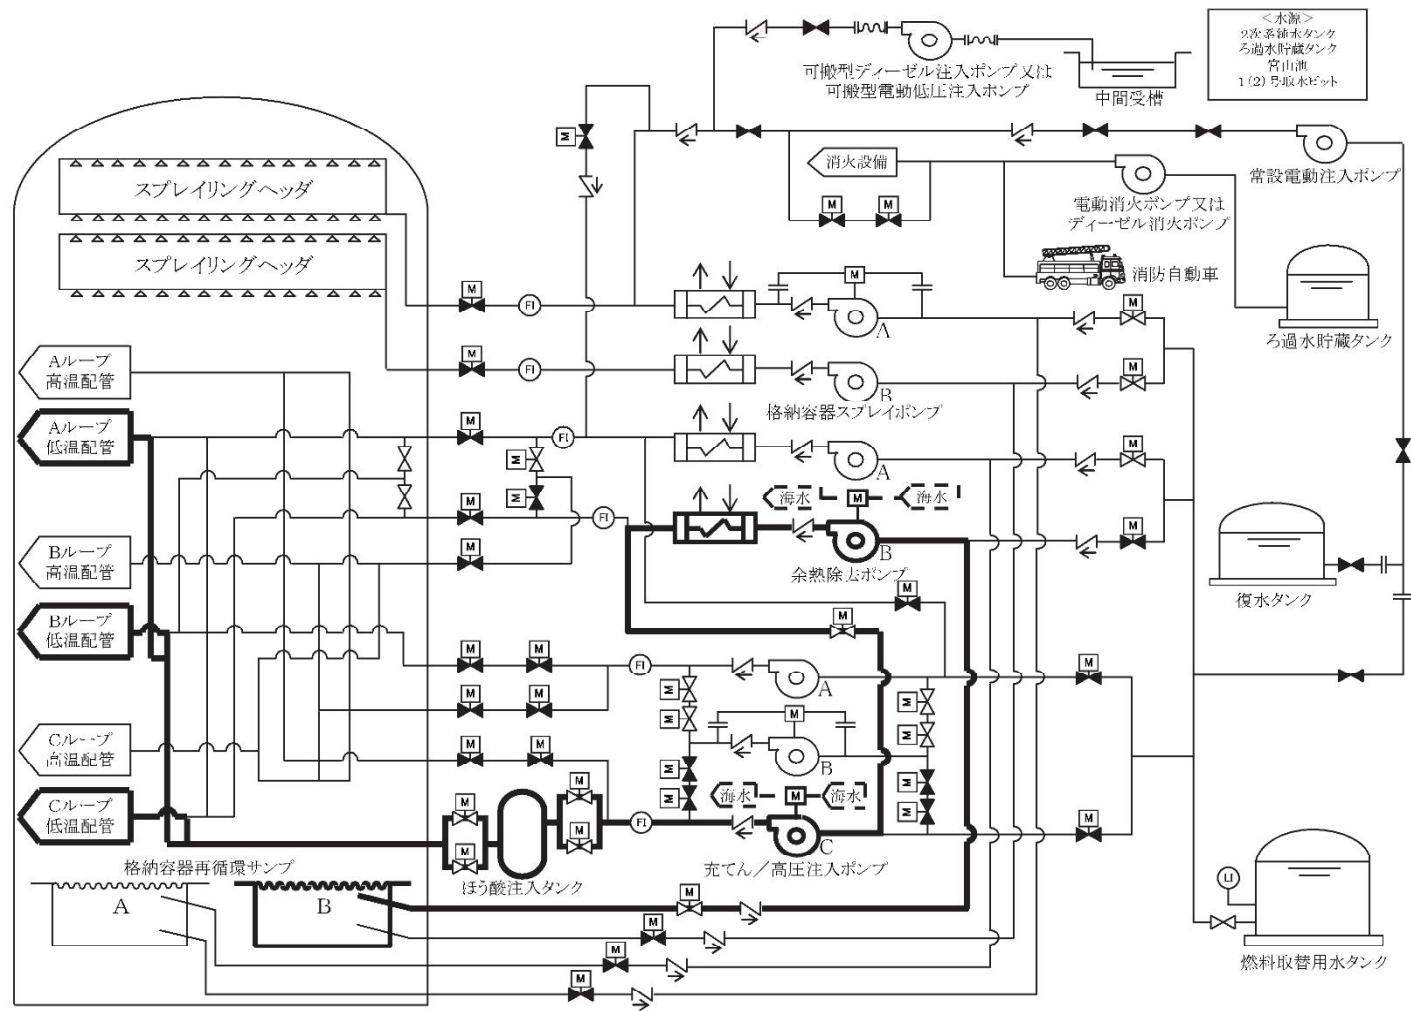 ＜水源＞
2次系純水タンク
ろ過水貯蔵タンク
宮山池
1(2)号取水ピット
可搬型ディーゼル注入ポンプ又は
可搬型電動低圧注入ポンプ
中間受槽
M
消火設備
常設電動注入ポンプ
スプレイリングヘッダ
M
M
電動消火ポンプ又は
ディーゼル消火ポンプ
スプレイリングヘッダ
消防自動車
M
FI
M
A
M
ろ過水貯蔵タンク
Aループ
高温配管
M
FI
B
M
格納容器スプレイポンプ
Aループ
低温配管
M
FI
M
A
M
M
M
FI
海水
M
海水
B
M
余熱除去ポンプ
Bループ
高温配管
M
復水タンク
Bループ
低温配管
M
M
M
M
FI
A
M
M
M
M
M
M
M
M
B
Cループ
高温配管
M
M
M
M
M
M
海水
M
海水
Cループ
低温配管
M
M
M
M
FI
C
M
充てん／高圧注入ポンプ
ほう酸注入タンク
格納容器再循環サンプ
A
B
M
M
M
M
LI
燃料取替用水タンク